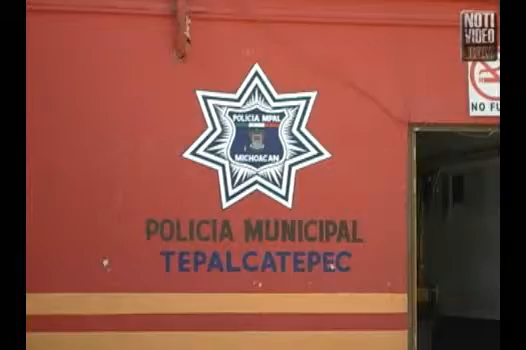 NOTI
VIDEO
POLICIA MPAL
MICHOACAN
NO FU
POLICIA MUNICIPAL
TEPALCATEPEC